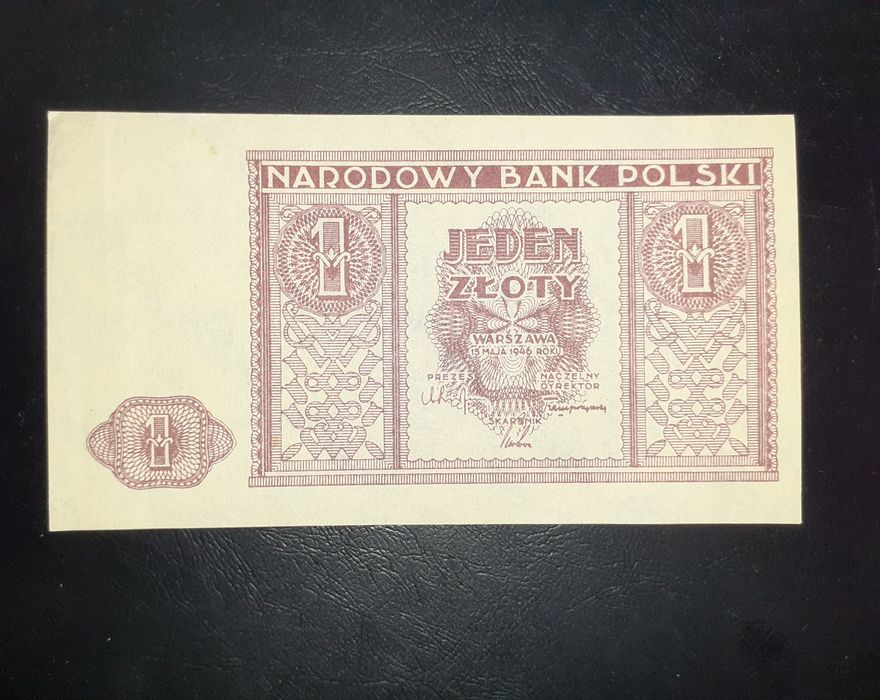 NARODOWY BANK POLSKI
1 1
JEDEN
ZŁOTY
WARSZAWA
15 MAJA 1946 ROKU
PREZES NACZELNY
DYREKTOR
SKARBNIK
1